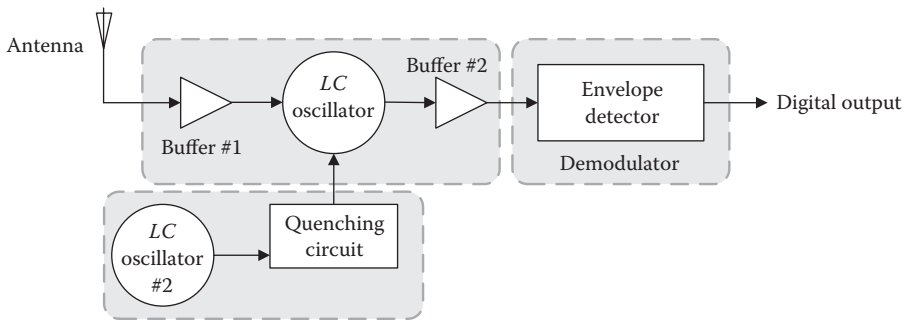 Antenna
Buffer #1
LC
oscillator
Buffer #2
Envelope
detector
Demodulator
Digital output
LC
oscillator
#2
Quenching
circuit